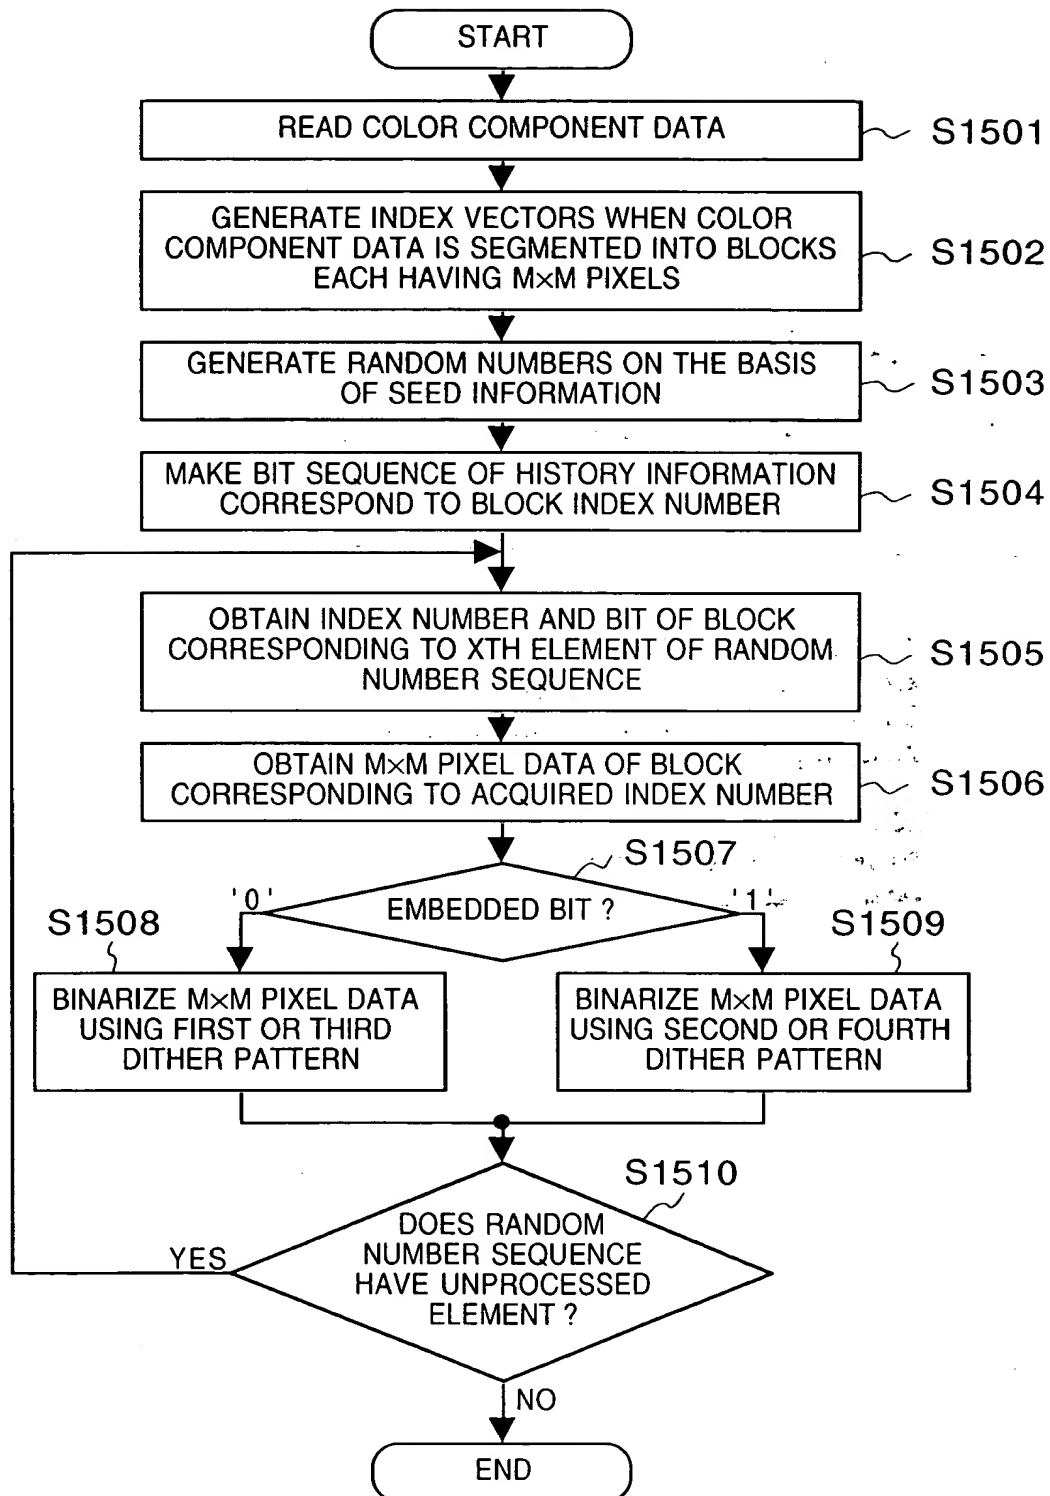 START
READ COLOR COMPONENT DATA
S1501
GENERATE INDEX VECTORS WHEN COLOR
COMPONENT DATA IS SEGMENTED INTO BLOCKS
EACH HAVING M×M PIXELS
S1502
GENERATE RANDOM NUMBERS ON THE BASIS
OF SEED INFORMATION
S1503
MAKE BIT SEQUENCE OF HISTORY INFORMATION
CORRESPOND TO BLOCK INDEX NUMBER
S1504
OBTAIN INDEX NUMBER AND BIT OF BLOCK
CORRESPONDING TO XTH ELEMENT OF RANDOM
NUMBER SEQUENCE
S1505
OBTAIN M×M PIXEL DATA OF BLOCK
CORRESPONDING TO ACQUIRED INDEX NUMBER
S1506
S1507
EMBEDDED BIT ?
'0'
'1'
S1508
BINARIZE M×M PIXEL DATA
USING FIRST OR THIRD
DITHER PATTERN
S1509
BINARIZE M×M PIXEL DATA
USING SECOND OR FOURTH
DITHER PATTERN
S1510
DOES RANDOM
NUMBER SEQUENCE
HAVE UNPROCESSED
ELEMENT ?
YES
NO
END